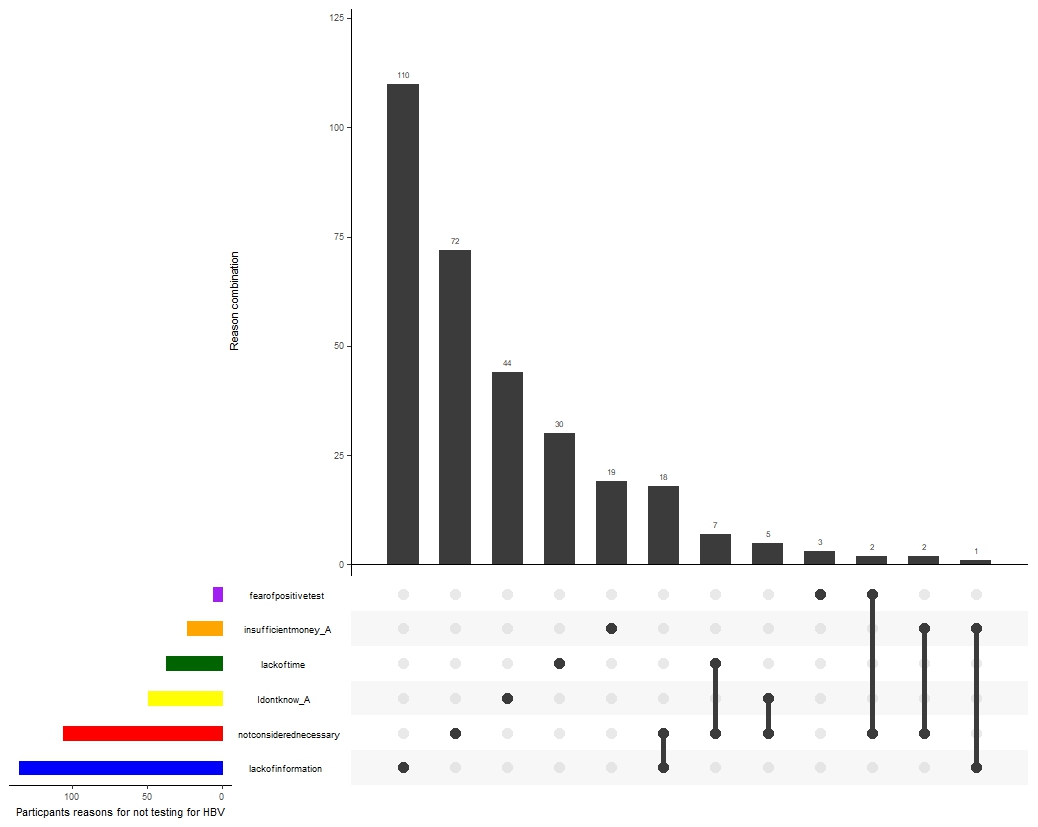 125
110
100
75
72
50
44
30
25
19
18
7
5
3
2
2
1
0
Reason combination
fearofpositivetest
insufficientmoney_A
lackoftime
Idontknow_A
notconsiderednecessary
lackofinformation
100 50 0
Particpants reasons for not testing for HBV